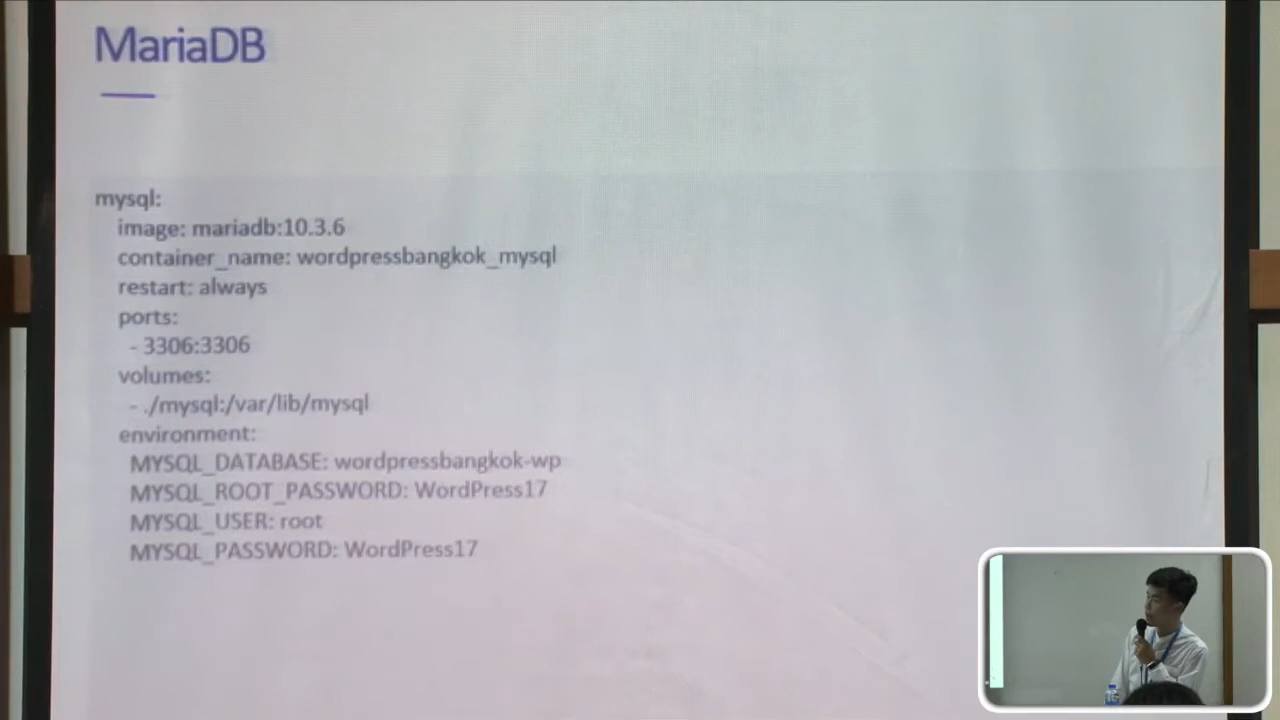 MariaDB
mysql:
image: mariadb:10.3.6
container_name: wordpressbangkok_mysql
restart: always
ports:
- 3306:3306
volumes:
- ./mysql:/var/lib/mysql
environment:
MYSQL_DATABASE: wordpressbangkok-wp
MYSQL_ROOT_PASSWORD: WordPress17
MYSQL_USER: root
MYSQL_PASSWORD: WordPress17